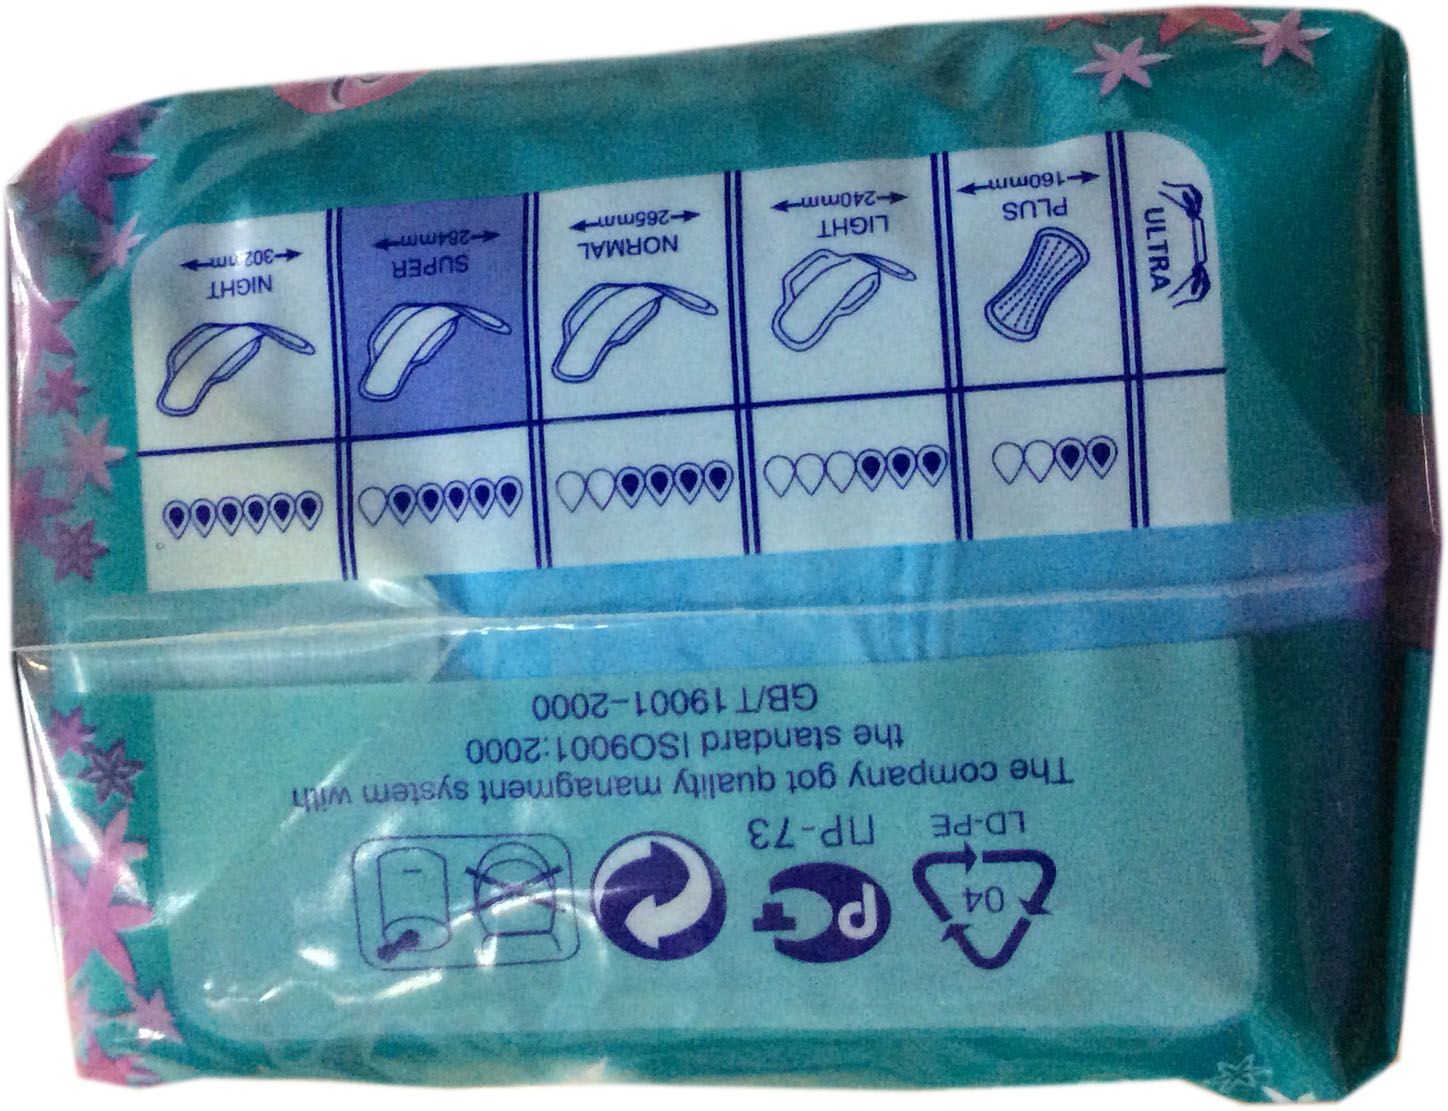 04
LD-PE ПР-73
The company got quality managment system with
the standard ISO9001:2000
GB/T 19001-2000
ULTRA
PLUS LIGHT NORMAL SUPER NIGHT
160mm 240mm 265mm 284mm 302mm